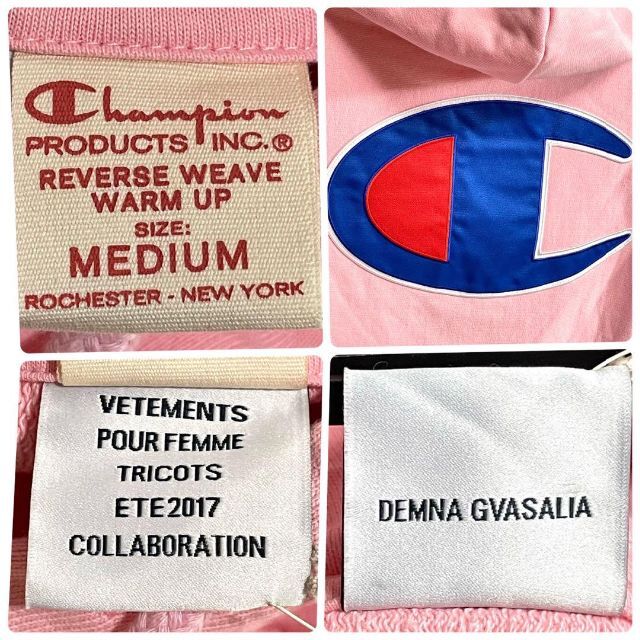 Champion
PRODUCTS INC.®
REVERSE WEAVE
WARM UP
SIZE:
MEDIUM
ROCHESTER - NEW YORK
VETEMENTS
POUR FEMME
TRICOTS
ETE2017
COLLABORATION
DEMNA GVASALIA